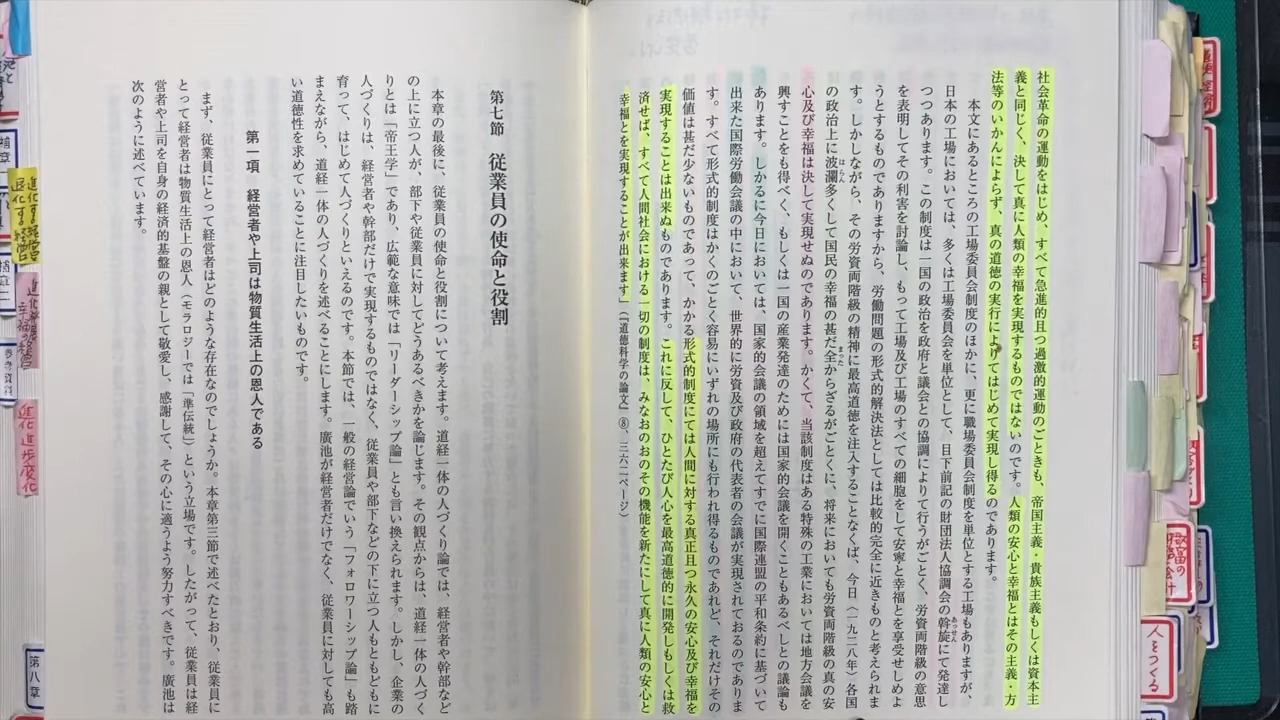 社会革命の運動をはじめ、すべて急進的且つ過激的運動のごときも、帝国主義・貴族主義もしくは資本主
義と同じく、決して真に人類の幸福を実現するものではないのです。人類の安心と幸福とはその主義・方
法等のいかんによらず、真の道徳の実行によりてはじめて実現し得るのであります。
本文にあるところの工場委員会制度のほかに、更に職場委員会制度を単位とする工場もありますが、
日本の工場においては、多くは工場委員会を単位として、目下前記の財団法人協調会の斡旋にて発達し
つつあります。この制度は一国の政治を政府と議会との協調によりて行うがごとく、労資両階級の意思
を表明してその利害を討論し、もって工場及び工場のすべての細胞をして安寧と幸福とを享受せしめよ
うとするものでありますから、労働問題の形式的解決法としては比較的完全に近きものと考えられま
す。しかしながら、その労資両階級の精神に最高道徳を注入することなくば、今日（一九二八年）各国
の政治上に波瀾多くして国民の幸福の甚だ全からざるがごとくに、将来においても労資両階級の真の安
心及び幸福は決して実現せぬのであります。かくて、当該制度はある特殊の工業においては地方会議を
興すことをも得べく、もしくは一国の産業発達のためには国家的会議を開くこともあるべしとの議論も
あります。しかるに今日においては、国家的会議の領域を超えてすでに国際連盟の平和条約に基づいて
出来た国際労働会議の中において、世界的に労資及び政府の代表者の会議が実現されておるのでありま
す。すべて形式的制度はかくのごとく容易にいずれの場所にも行われ得るものであれど、それだけその
価値は甚だ少ないものであって、かかる形式的制度にては人間に対する真正且つ永久の安心及び幸福を
実現することは出来ぬものであります。これに反して、ひとたび人心を最高道徳的に開発しもしくは救
済せば、すべて人間社会における一切の制度は、みなおのおのその機能を新たにして真に人類の安心と
幸福とを実現することが出来ます」（『道徳科学の論文』⑧、三六二ページ）
第七節　従業員の使命と役割
本章の最後に、従業員の使命と役割について考えます。道経一体の人づくり論では、経営者や幹部など
の上に立つ人が、部下や従業員に対してどうあるべきかを論じます。その観点からは、道経一体の人づく
りとは「帝王学」であり、広範な意味では「リーダーシップ論」とも言い換えられます。しかし、企業の
人づくりは、経営者や幹部だけで実現するものではなく、従業員や部下などの下に立つ人もともどもに
育って、はじめて人づくりといえるのです。本節では、一般の経営論でいう「フォロワーシップ論」も踏
まえながら、道経一体の人づくりを述べることにします。廣池が経営者だけでなく、従業員に対しても高
い道徳性を求めていることに注目したいものです。
第一項　経営者や上司は物質生活上の恩人である
まず、従業員にとって経営者はどのような存在なのでしょうか。本章第三節で述べたとおり、従業員に
とって経営者は物質生活上の恩人（モラロジーでは「準伝統」）という立場です。したがって、従業員は経
営者や上司を自身の経済的基盤の親として敬愛し、感謝して、その心に適うよう努力すべきです。廣池は
次のように述べています。
補章
進化する経営
進化 進歩 変化
参考資料
第八章
人をつくる